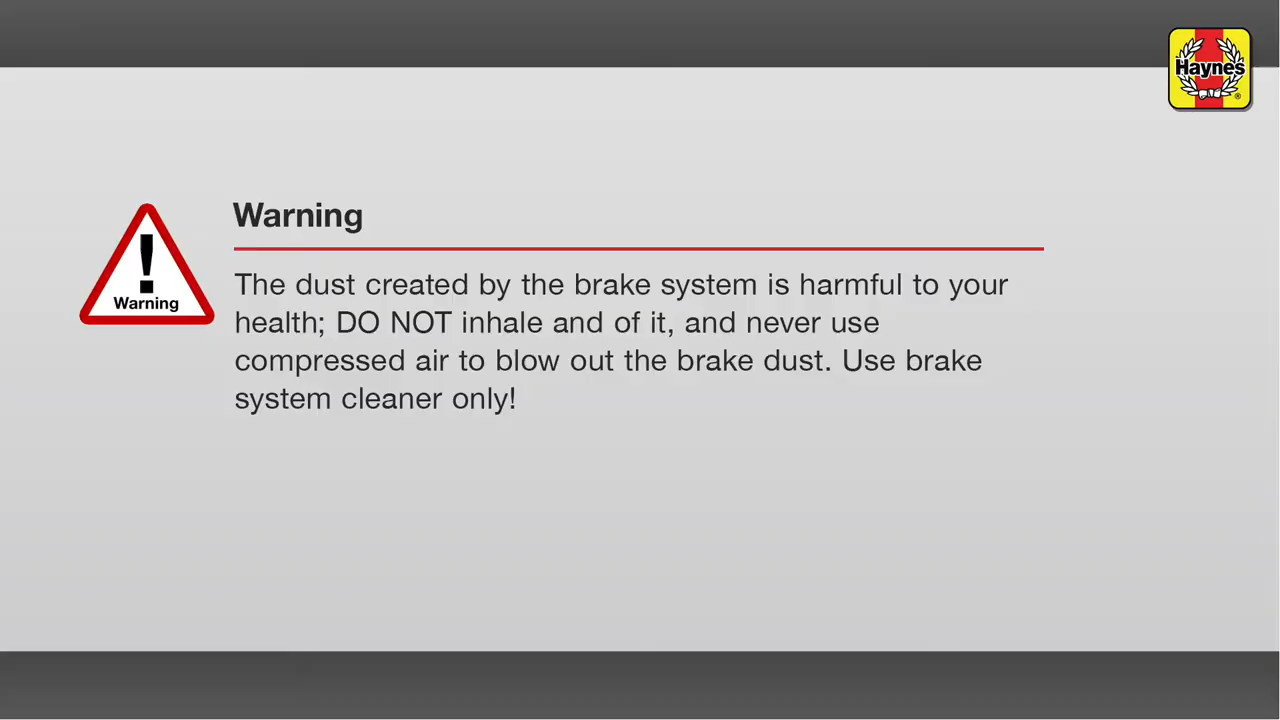 Haynes
®
Warning
Warning
The dust created by the brake system is harmful to your
health; DO NOT inhale and of it, and never use
compressed air to blow out the brake dust. Use brake
system cleaner only!